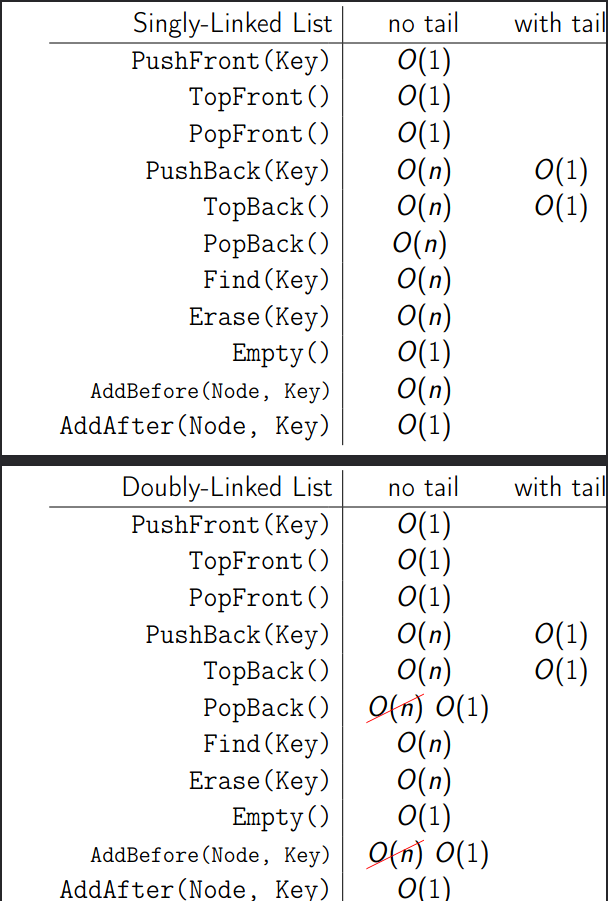 Singly-Linked List no tail with tail
PushFront(Key) O(1)
TopFront() O(1)
PopFront() O(1)
PushBack(Key) O(n) O(1)
TopBack() O(n) O(1)
PopBack() O(n)
Find(Key) O(n)
Erase(Key) O(n)
Empty() O(1)
AddBefore(Node, Key) O(n)
AddAfter(Node, Key) O(1)
Doubly-Linked List no tail with tail
PushFront(Key) O(1)
TopFront() O(1)
PopFront() O(1)
PushBack(Key) O(n) O(1)
TopBack() O(n) O(1)
PopBack() O(n) O(1)
Find(Key) O(n)
Erase(Key) O(n)
Empty() O(1)
AddBefore(Node, Key) O(n) O(1)
AddAfter(Node, Key) O(1)